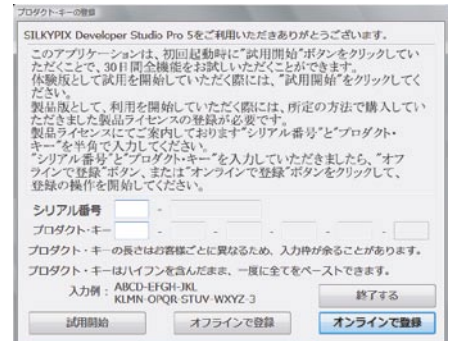 プロダクト・キーの登録
SILKYPIX Developer Studio Pro 5をご利用いただきありがとうございます。
このアプリケーションは、初回起動時に"試用開始"ボタンをクリックしてい
ただくことで、30日間全機能をお試しいただくことができます。
体験版として試用を開始していただく際には、"試用開始"をクリックしてく
ださい。
製品版として、利用を開始していただく際には、所定の方法で購入してい
ただきました製品ライセンスの登録が必要です。
製品ライセンスにてご案内しております"シリアル番号"と"プロダクト・
キー"を半角で入力してください。
"シリアル番号"と"プロダクト・キー"を入力していただきましたら、"オフ
ラインで登録"ボタン、または"オンラインで登録"ボタンをクリックして、
登録の操作を開始してください。
シリアル番号 -
プロダクト・キー - - - - -
プロダクト・キーの長さはお客様ごとに異なるため、入力枠が余ることがあります。
プロダクト・キーはハイフンを含んだまま、一度に全てをペーストできます。
入力例： ABCD-EFGH-IJKL
KLMN-OPQR-STUV-WXYZ-3
終了する
試用開始 オフラインで登録 オンラインで登録